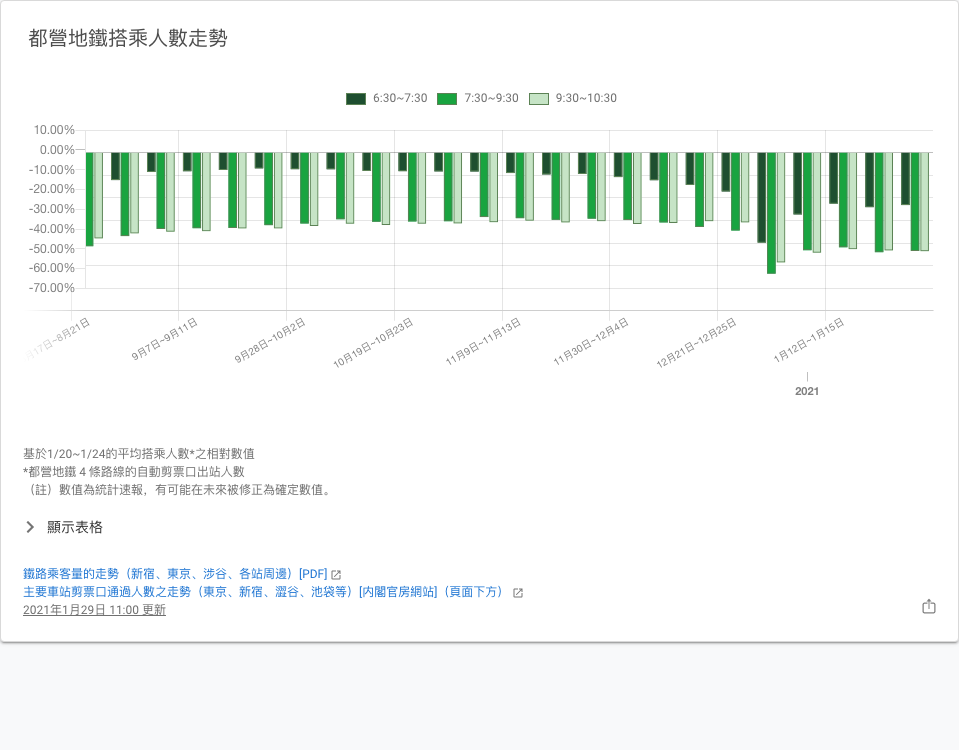 都營地鐵搭乘人數走勢
6:30~7:30 7:30~9:30 9:30~10:30
10.00%
0.00%
-10.00%
-20.00%
-30.00%
-40.00%
-50.00%
-60.00%
-70.00%
月17日~8月21日 9月7日~9月11日 9月28日~10月2日 10月19日~10月23日 11月9日~11月13日 11月30日~12月4日 12月21日~12月25日 1月12日~1月15日
2021
基於1/20~1/24的平均搭乘人數*之相對數值
*都營地鐵 4 條路線的自動剪票口出站人數
（註）數值為統計速報，有可能在未來被修正為確定數值。
顯示表格
鐵路乘客量的走勢（新宿、東京、涉谷、各站周邊）[PDF]
主要車站剪票口通過人數之走勢（東京、新宿、澀谷、池袋等）[内閣官房網站]（頁面下方）
2021年1月29日 11:00 更新